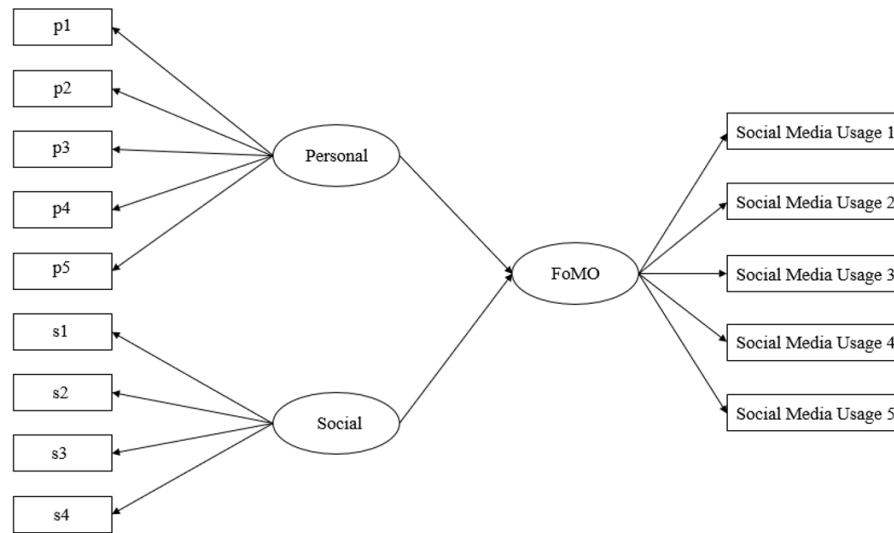 p1
p2
p3
p4
p5
s1
s2
s3
s4
Personal
Social
FoMO
Social Media Usage 1
Social Media Usage 2
Social Media Usage 3
Social Media Usage 4
Social Media Usage 5